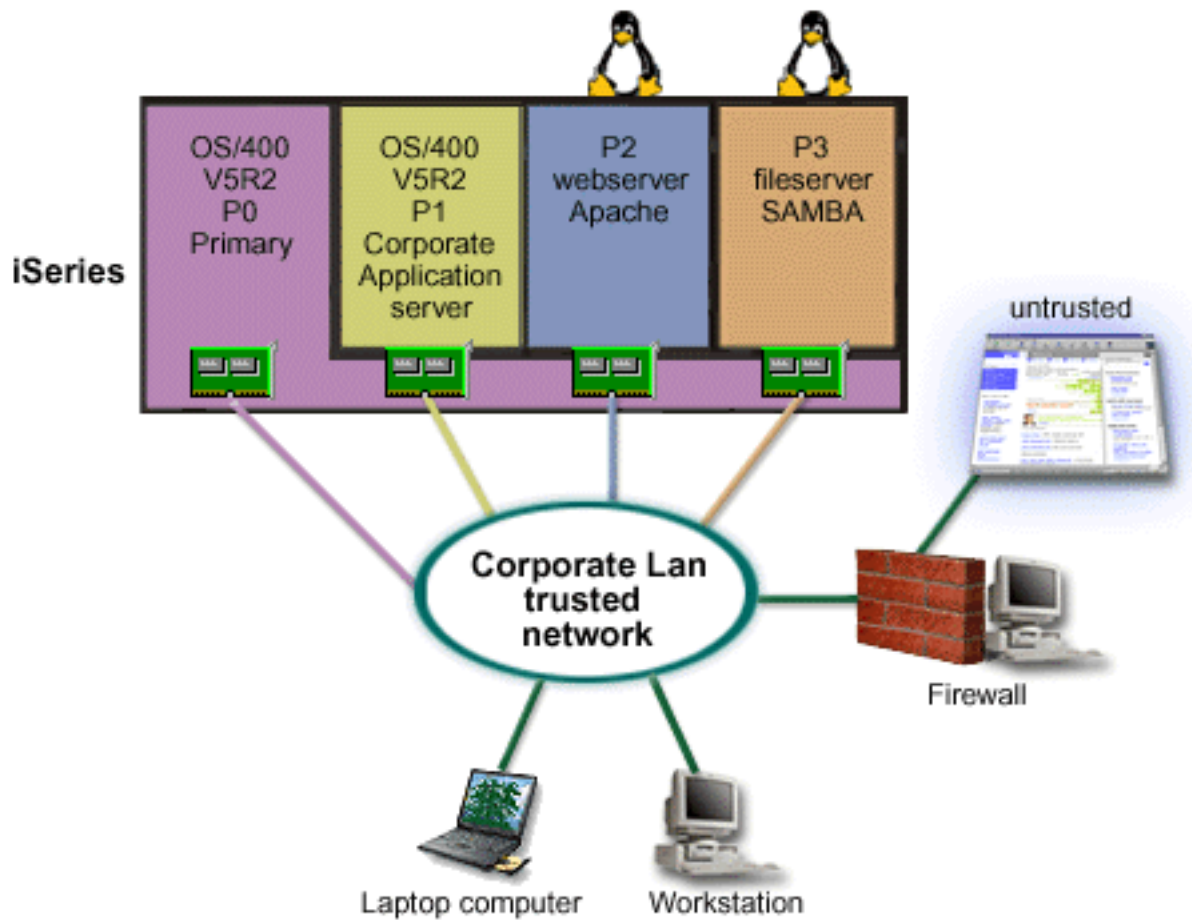 OS/400
V5R2
P0
Primary
OS/400
V5R2
P1
Corporate
Application
server
P2
webserver
Apache
P3
fileserver
SAMBA
iSeries
untrusted
Corporate Lan
trusted
network
Firewall
Laptop computer
Workstation